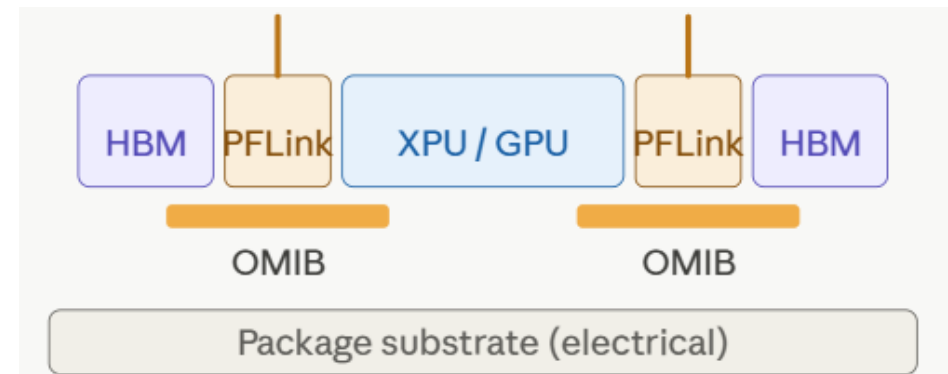 HBM
PFLink
XPU / GPU
PFLink
HBM
OMIB
OMIB
Package substrate (electrical)